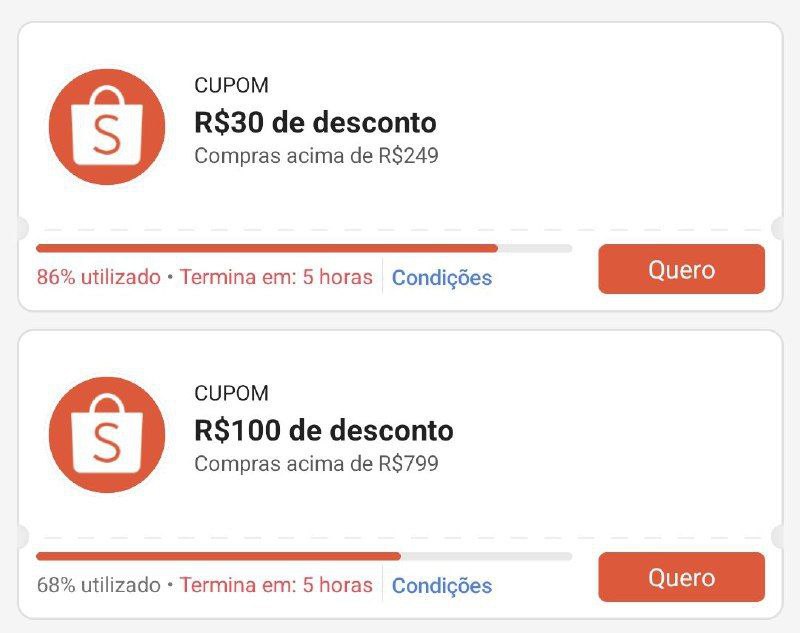 S
CUPOM
R$30 de desconto
Compras acima de R$249
86% utilizado • Termina em: 5 horas Condições
Quero
S
CUPOM
R$100 de desconto
Compras acima de R$799
68% utilizado • Termina em: 5 horas Condições
Quero